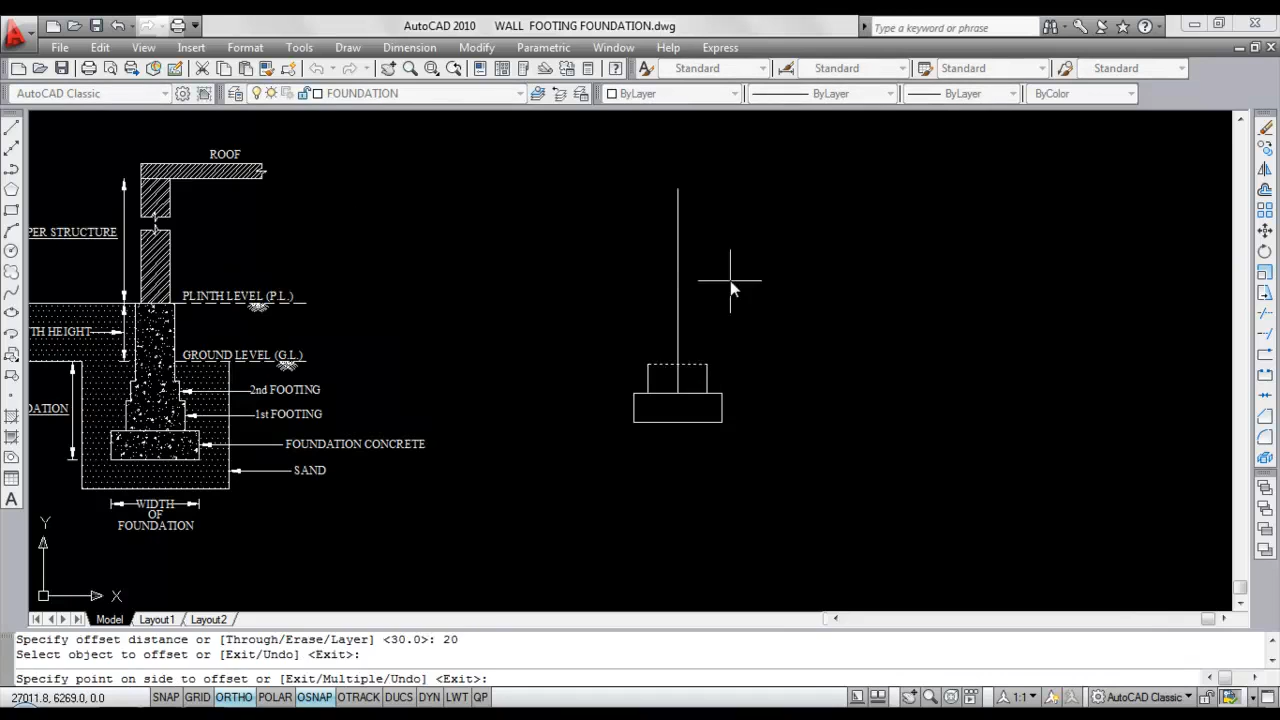 AutoCAD 2010 WALL FOOTING FOUNDATION.dwg
Type a keyword or phrase
File Edit View Insert Format Tools Draw Dimension Modify Parametric Window Help Express
Standard Standard Standard Standard
AutoCAD Classic FOUNDATION ByLayer ByLayer ByLayer ByColor
ROOF
PER STRUCTURE
PLINTH LEVEL (P.L.)
TH HEIGHT
GROUND LEVEL (G.L.)
2nd FOOTING
DATION
1st FOOTING
FOUNDATION CONCRETE
SAND
WIDTH
OF
FOUNDATION
Y
X
Model Layout1 Layout2
Specify offset distance or [Through/Erase/Layer] <30.0>: 20
Select object to offset or [Exit/Undo] <Exit>:
Specify point on side to offset or [Exit/Multiple/Undo] <Exit>:
27011.8, 6269.0, 0.0 SNAP GRID ORTHO POLAR OSNAP OTRACK DUCS DYN LWT QP 1:1 AutoCAD Classic